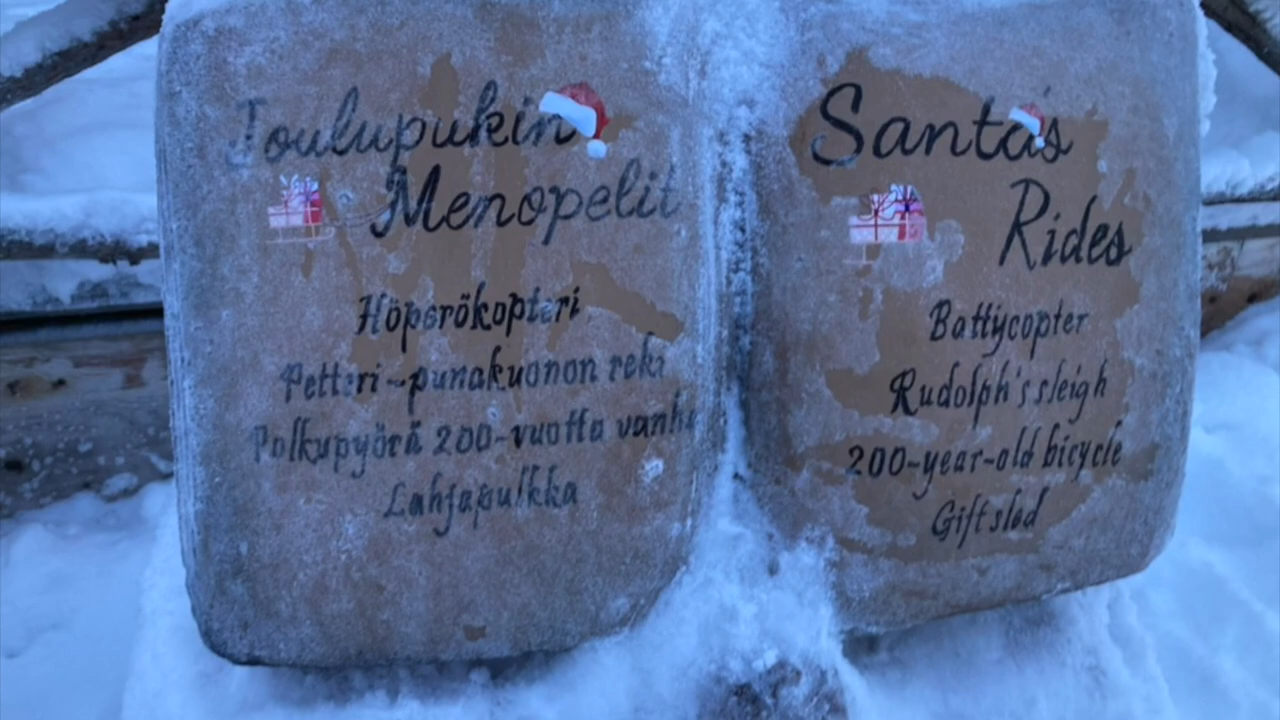 Joulupukin
Menopelit
Höpsrökopteri
Petteri-punakuonon reki
Polkupyörä 200-vuotta vanha
Lahjapulkka
Santa's
Rides
Battycopter
Rudolph's sleigh
200-year-old bicycle
Gift sled